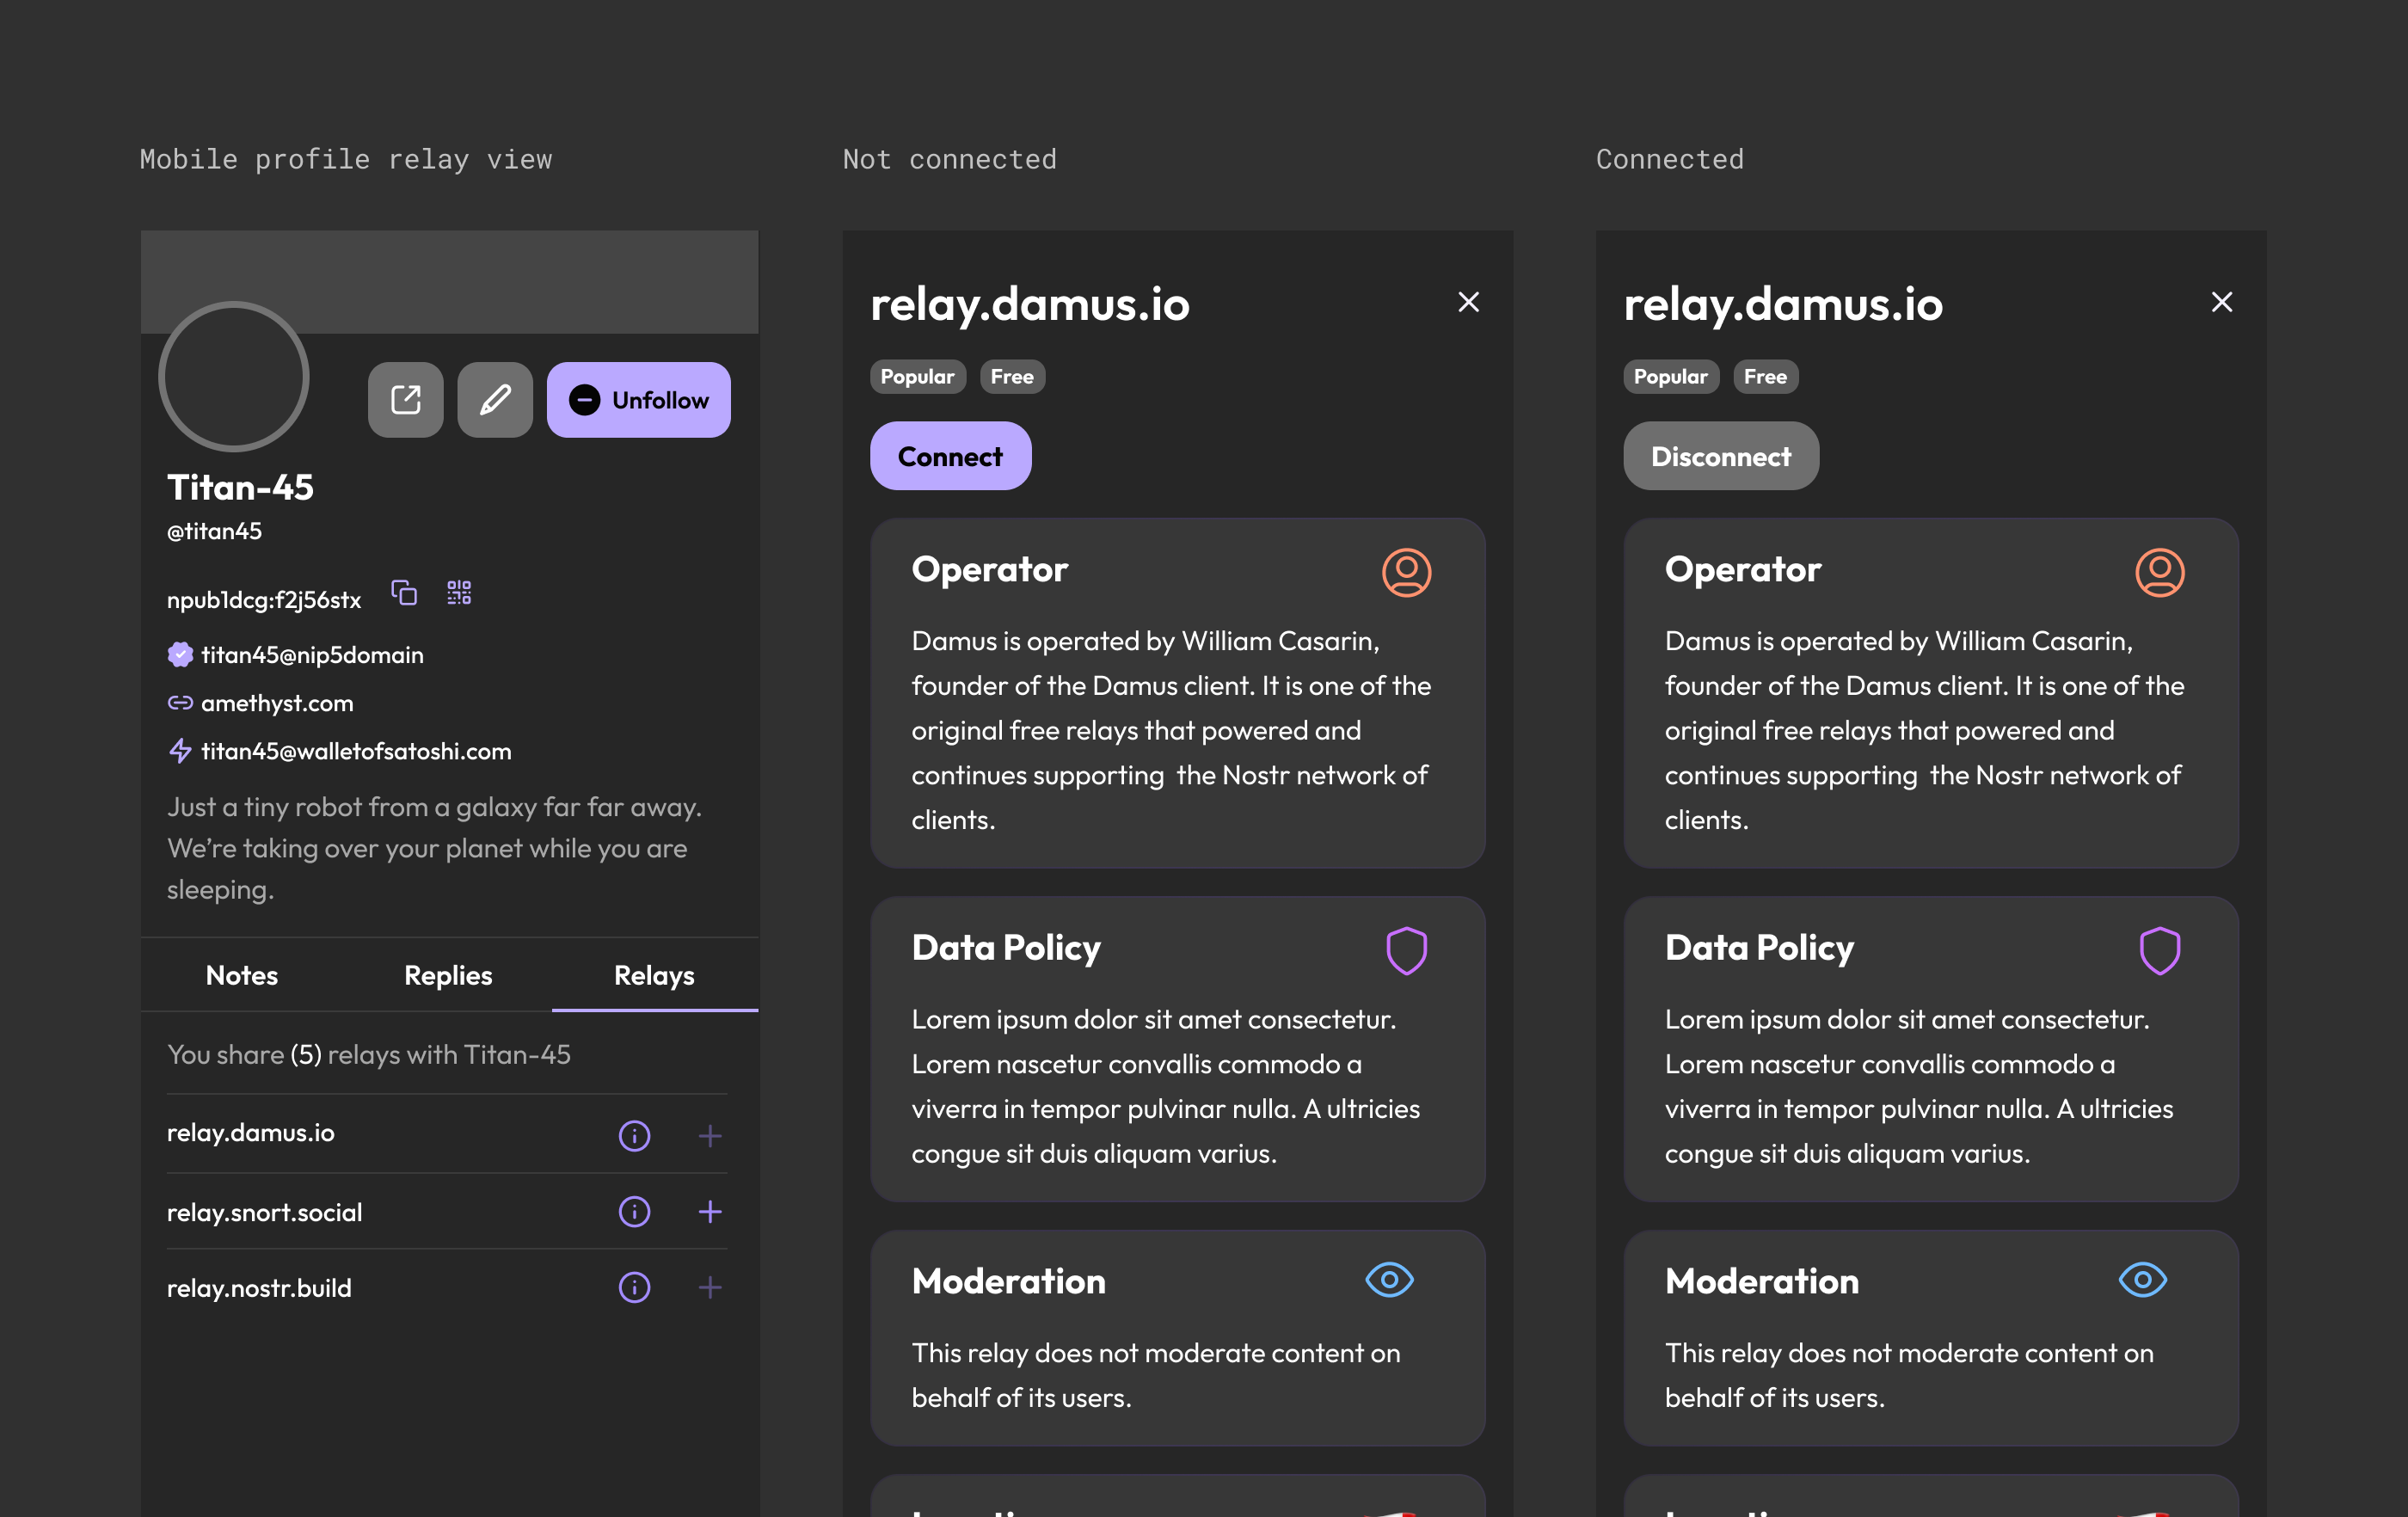 Mobile profile relay view
Unfollow
Titan-45
@titan45
npub1dcg:f2j56stx
titan45@nip5domain
amethyst.com
titan45@walletofsatoshi.com
Just a tiny robot from a galaxy far far away.
We’re taking over your planet while you are
sleeping.
Notes
Replies
Relays
You share (5) relays with Titan-45
relay.damus.io
relay.snort.social
relay.nostr.build
Not connected
relay.damus.io
Popular
Free
Connect
Operator
Damus is operated by William Casarin,
founder of the Damus client. It is one of the
original free relays that powered and
continues supporting  the Nostr network of
clients.
Data Policy
Lorem ipsum dolor sit amet consectetur.
Lorem nascetur convallis commodo a
viverra in tempor pulvinar nulla. A ultricies
congue sit duis aliquam varius.
Moderation
This relay does not moderate content on
behalf of its users.
Connected
relay.damus.io
Popular
Free
Disconnect
Operator
Damus is operated by William Casarin,
founder of the Damus client. It is one of the
original free relays that powered and
continues supporting  the Nostr network of
clients.
Data Policy
Lorem ipsum dolor sit amet consectetur.
Lorem nascetur convallis commodo a
viverra in tempor pulvinar nulla. A ultricies
congue sit duis aliquam varius.
Moderation
This relay does not moderate content on
behalf of its users.